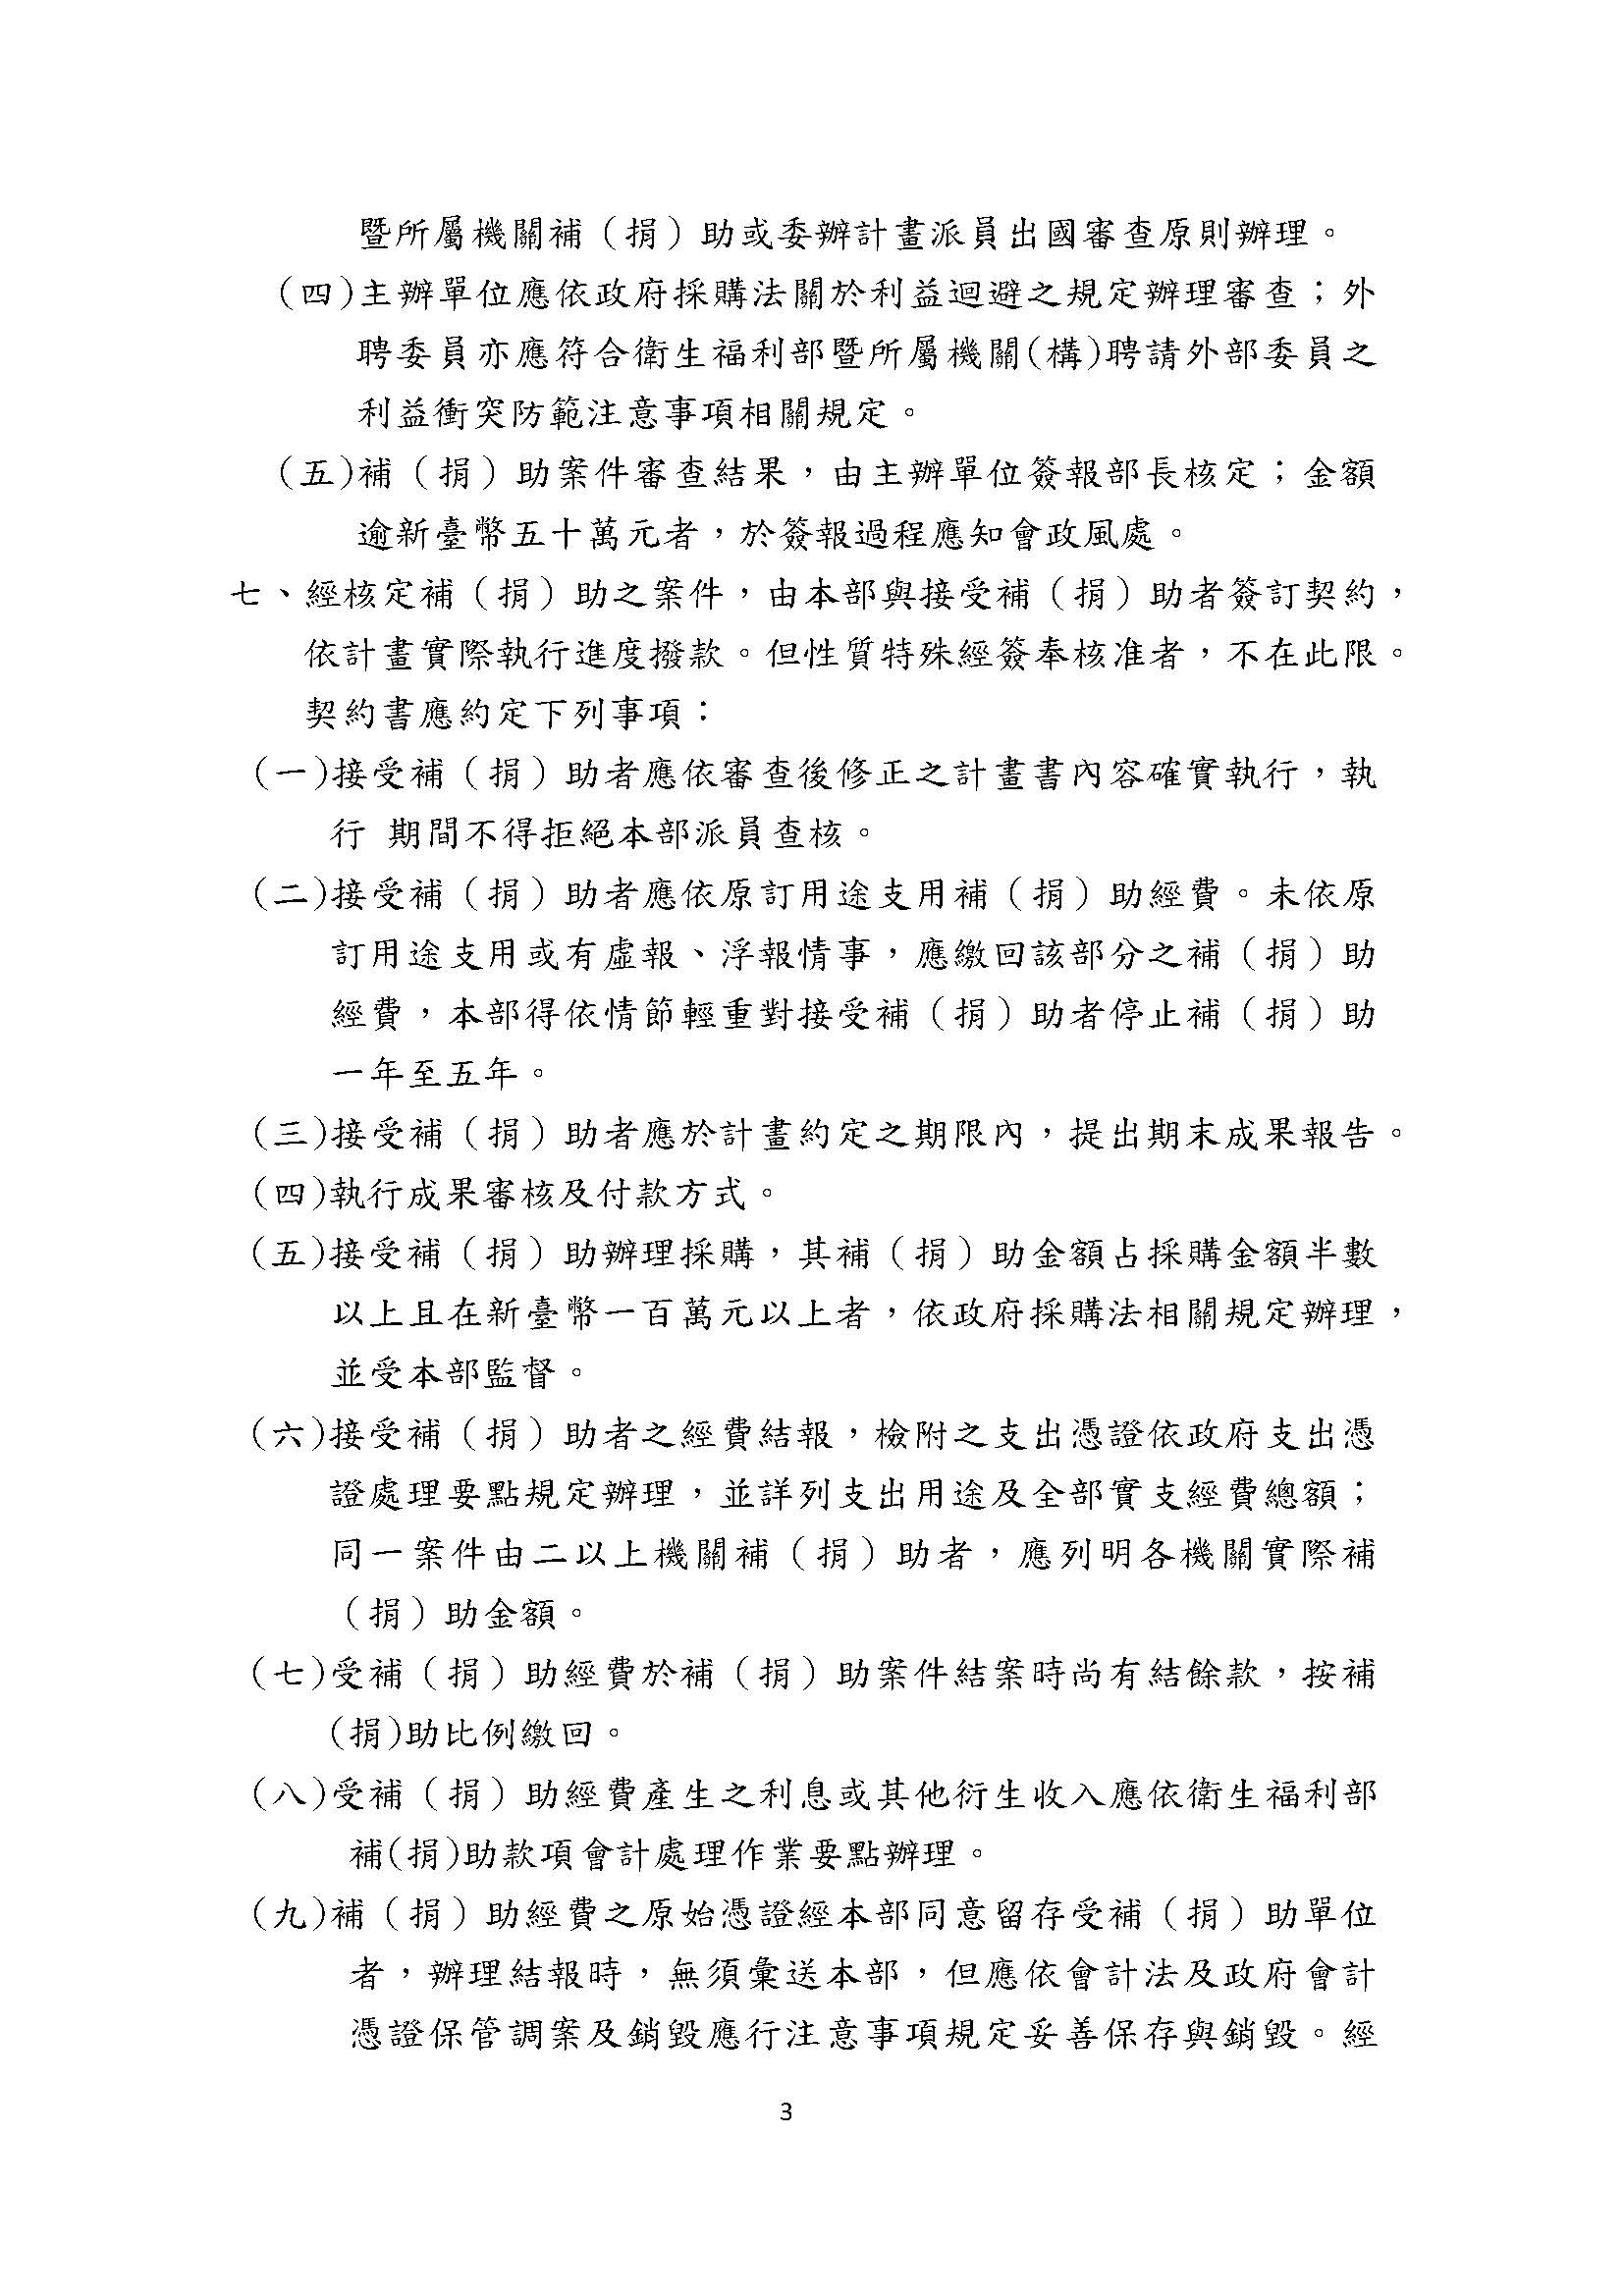 暨所屬機關補（捐）助或委辦計畫派員出國審查原則辦理。
(四)主辦單位應依政府採購法關於利益迴避之規定辦理審查；外
聘委員亦應符合衛生福利部暨所屬機關(構)聘請外部委員之
利益衝突防範注意事項相關規定。
(五)補（捐）助案件審查結果，由主辦單位簽報部長核定；金額
逾新臺幣五十萬元者，於簽報過程應知會政風處。
七、經核定補（捐）助之案件，由本部與接受補（捐）助者簽訂契約，
依計畫實際執行進度撥款。但性質特殊經簽奉核准者，不在此限。
契約書應約定下列事項：
(一)接受補（捐）助者應依審查後修正之計畫書內容確實執行，執
行 期間不得拒絕本部派員查核。
(二)接受補（捐）助者應依原訂用途支用補（捐）助經費。未依原
訂用途支用或有虛報、浮報情事，應繳回該部分之補（捐）助
經費，本部得依情節輕重對接受補（捐）助者停止補（捐）助
一年至五年。
(三)接受補（捐）助者應於計畫約定之期限內，提出期末成果報告。
(四)執行成果審核及付款方式。
(五)接受補（捐）助辦理採購，其補（捐）助金額占採購金額半數
以上且在新臺幣一百萬元以上者，依政府採購法相關規定辦理，
並受本部監督。
(六)接受補（捐）助者之經費結報，檢附之支出憑證依政府支出憑
證處理要點規定辦理，並詳列支出用途及全部實支經費總額；
同一案件由二以上機關補（捐）助者，應列明各機關實際補
（捐）助金額。
(七)受補（捐）助經費於補（捐）助案件結案時尚有結餘款，按補
(捐)助比例繳回。
(八)受補（捐）助經費產生之利息或其他衍生收入應依衛生福利部
補(捐)助款項會計處理作業要點辦理。
(九)補（捐）助經費之原始憑證經本部同意留存受補（捐）助單位
者，辦理結報時，無須彙送本部，但應依會計法及政府會計
憑證保管調案及銷毀應行注意事項規定妥善保存與銷毀。經
3